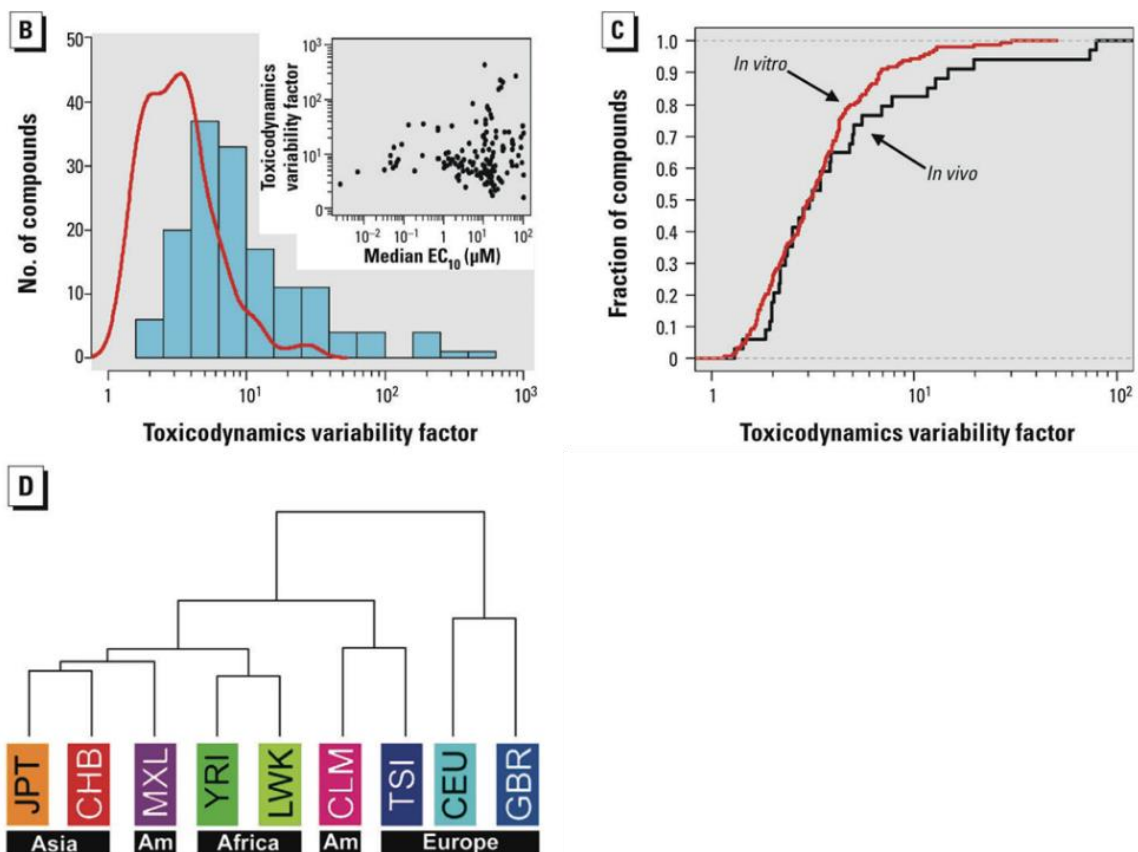 B
50
40
30
20
10
0
No. of compounds
1
10¹
10²
10³
Toxicodynamics variability factor
10³
10²
10¹
0
Toxicodynamics
variability factor
10⁻²
10⁻¹
1
10¹
10²
Median EC₁₀ (µM)
C
1.0
0.9
0.8
0.7
0.6
0.5
0.4
0.3
0.2
0.1
0
Fraction of compounds
In vitro
In vivo
1
10¹
10²
Toxicodynamics variability factor
D
JPT
CHB
MXL
YRI
LWK
CLM
TSI
CEU
GBR
Asia
Am
Africa
Am
Europe